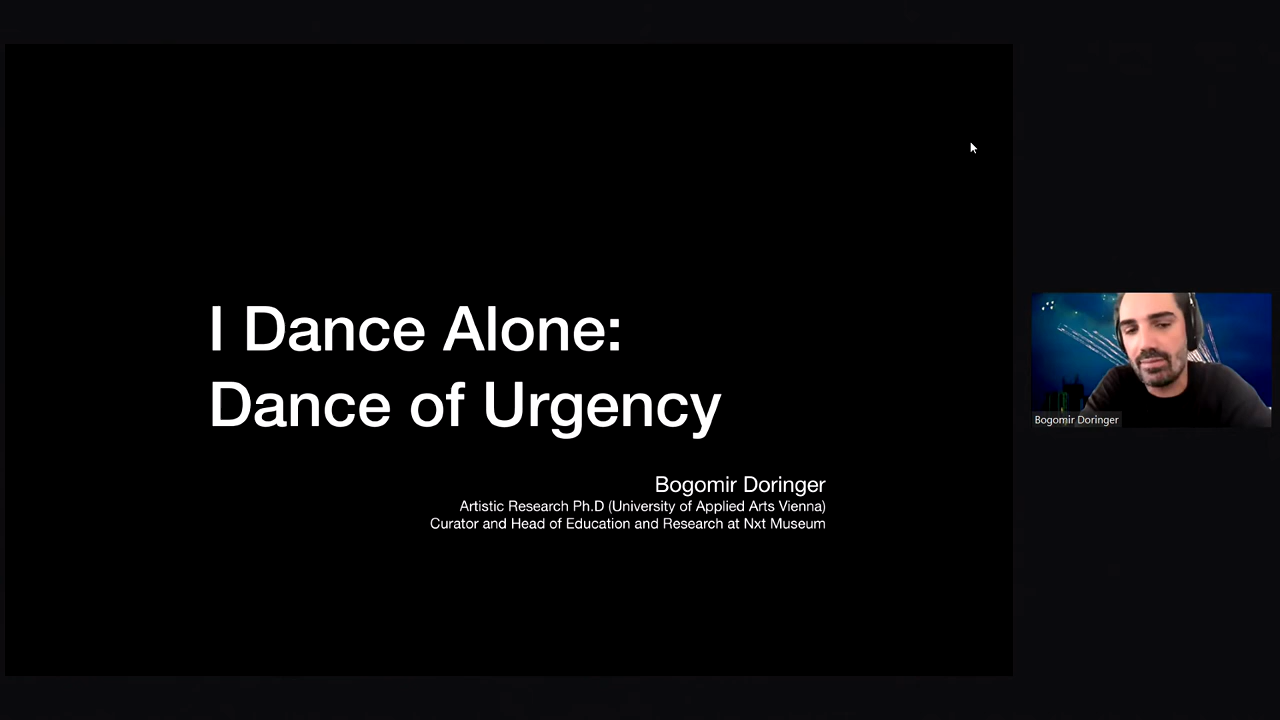 I Dance Alone:
Dance of Urgency
Bogomir Doringer
Artistic Research Ph.D (University of Applied Arts Vienna)
Curator and Head of Education and Research at Nxt Museum
Bogomir Doringer